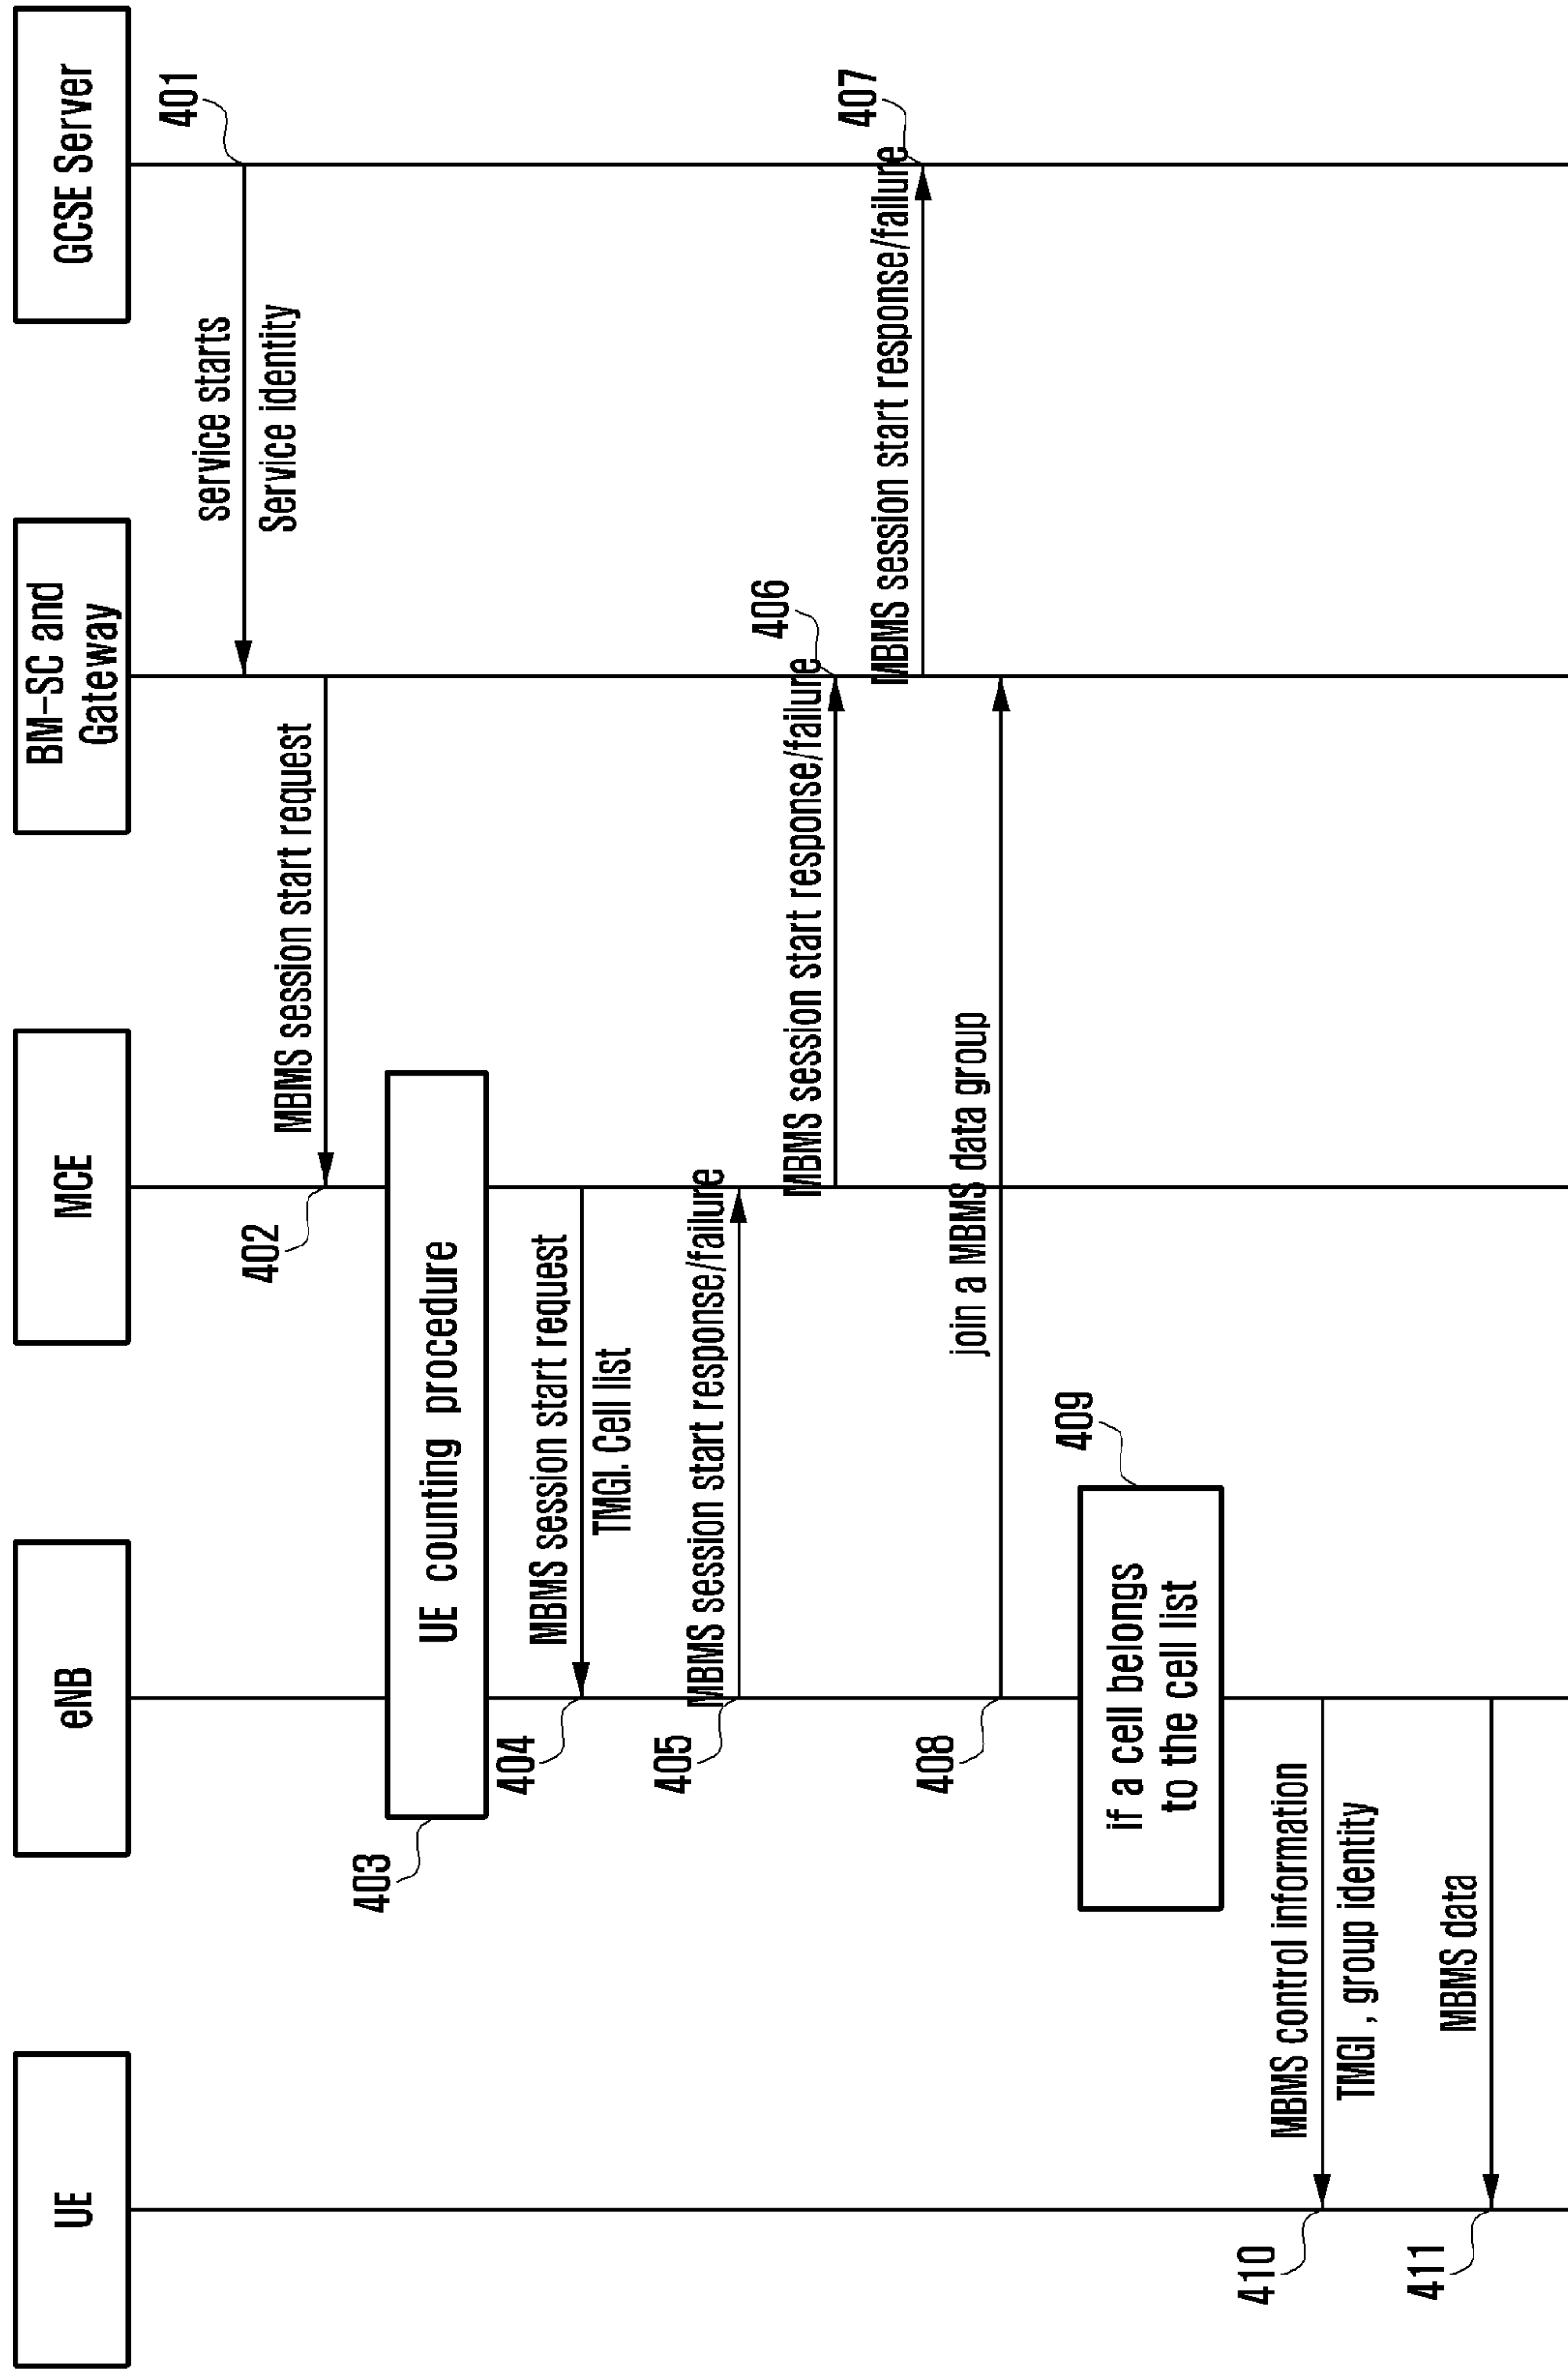 UE
eNB
MCE
BM-SC and
Gateway
GCSE Server
401
service starts
Service identity
402
MBMS session start request
403
UE counting procedure
404
MBMS session start request
TMGI. Cell list
405
MBMS session start response/failure
406
MBMS session start response/failure
407
MBMS session start response/failure
408
join a MBMS data group
409
if a cell belongs
to the cell list
410
MBMS control information
TMGI , group identity
411
MBMS data